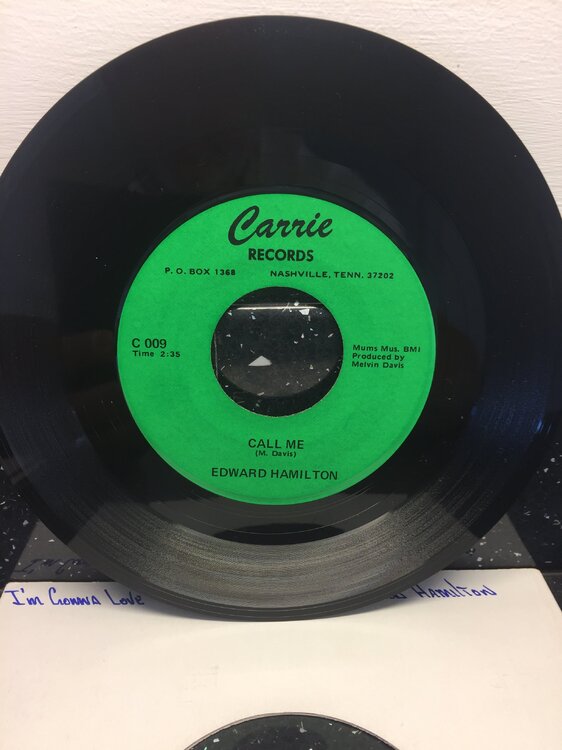 Carrie
RECORDS
P. O. BOX 1368 NASHVILLE, TENN. 37202
C 009
Time 2:35
Mums Mus. BMI
Produced by
Melvin Davis
CALL ME
(M. Davis)
EDWARD HAMILTON
I'm Gonna Love Hamilton